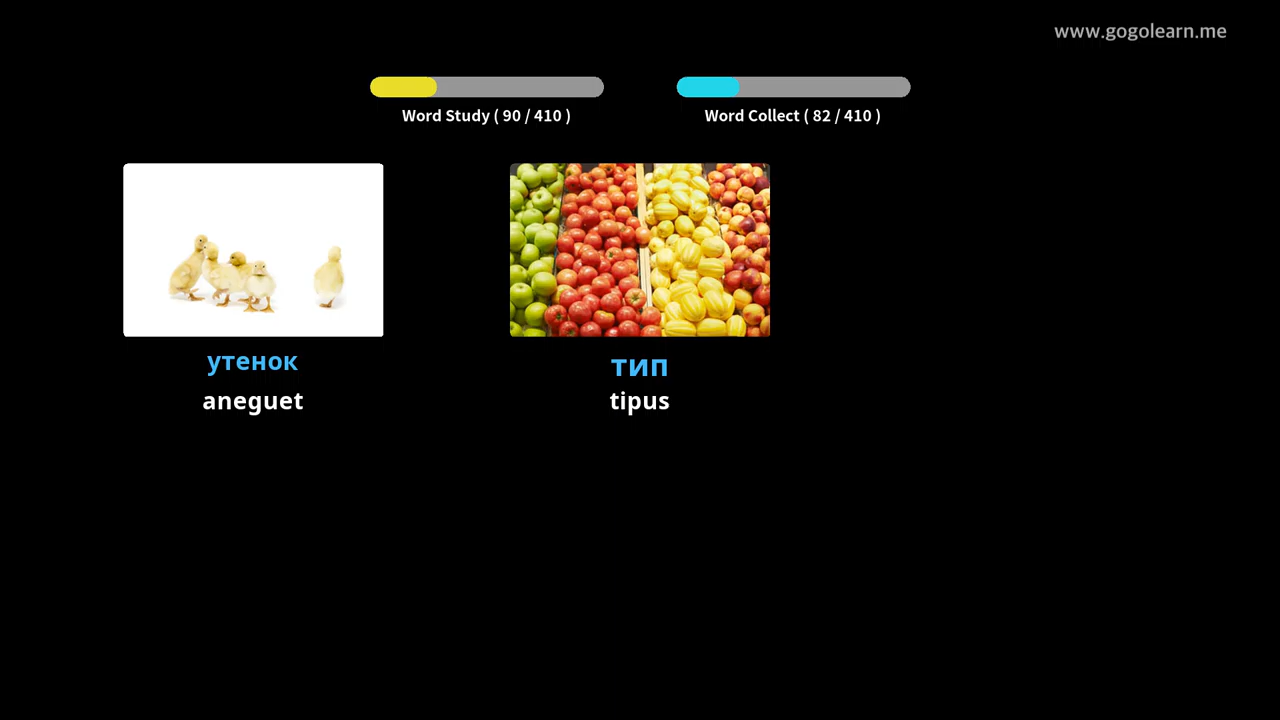 www.gogolearn.me
Word Study ( 90 / 410 )
Word Collect ( 82 / 410 )
утенок
aneguet
тип
tipus